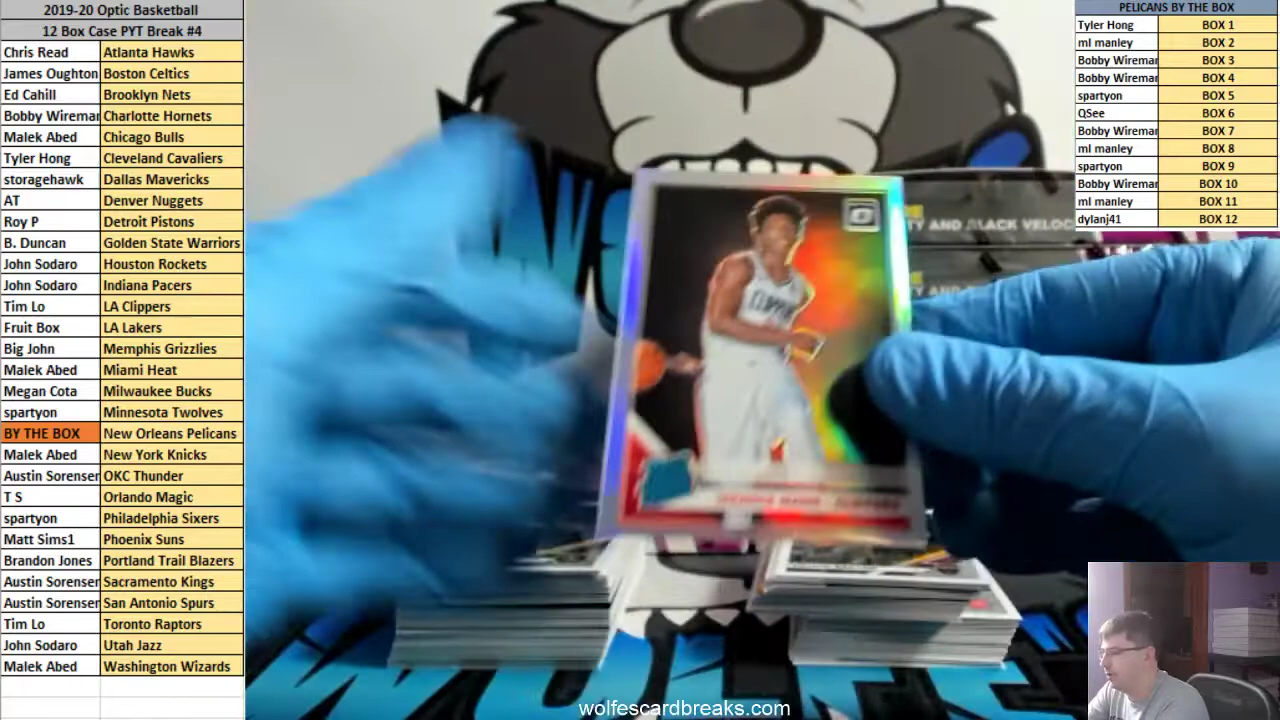 2019-20 Optic Basketball
12 Box Case PYT Break #4
Chris Read Atlanta Hawks
James Oughton Boston Celtics
Ed Cahill Brooklyn Nets
Bobby Wiremar Charlotte Hornets
Malek Abed Chicago Bulls
Tyler Hong Cleveland Cavaliers
storagehawk Dallas Mavericks
AT Denver Nuggets
Roy P Detroit Pistons
B. Duncan Golden State Warriors
John Sodaro Houston Rockets
John Sodaro Indiana Pacers
Tim Lo LA Clippers
Fruit Box LA Lakers
Big John Memphis Grizzlies
Malek Abed Miami Heat
Megan Cota Milwaukee Bucks
spartyon Minnesota Twolves
BY THE BOX New Orleans Pelicans
Malek Abed New York Knicks
Austin Sorenser OKC Thunder
T S Orlando Magic
spartyon Philadelphia Sixers
Matt Sims1 Phoenix Suns
Brandon Jones Portland Trail Blazers
Austin Sorenser Sacramento Kings
Austin Sorenser San Antonio Spurs
Tim Lo Toronto Raptors
John Sodaro Utah Jazz
Malek Abed Washington Wizards
PELICANS BY THE BOX
Tyler Hong BOX 1
ml manley BOX 2
Bobby Wiremar BOX 3
Bobby Wiremar BOX 4
spartyon BOX 5
QSee BOX 6
Bobby Wiremar BOX 7
ml manley BOX 8
spartyon BOX 9
Bobby Wiremar BOX 10
ml manley BOX 11
dylanj41 BOX 12
AND BLACK VELOC
wolfescardbreaks.com